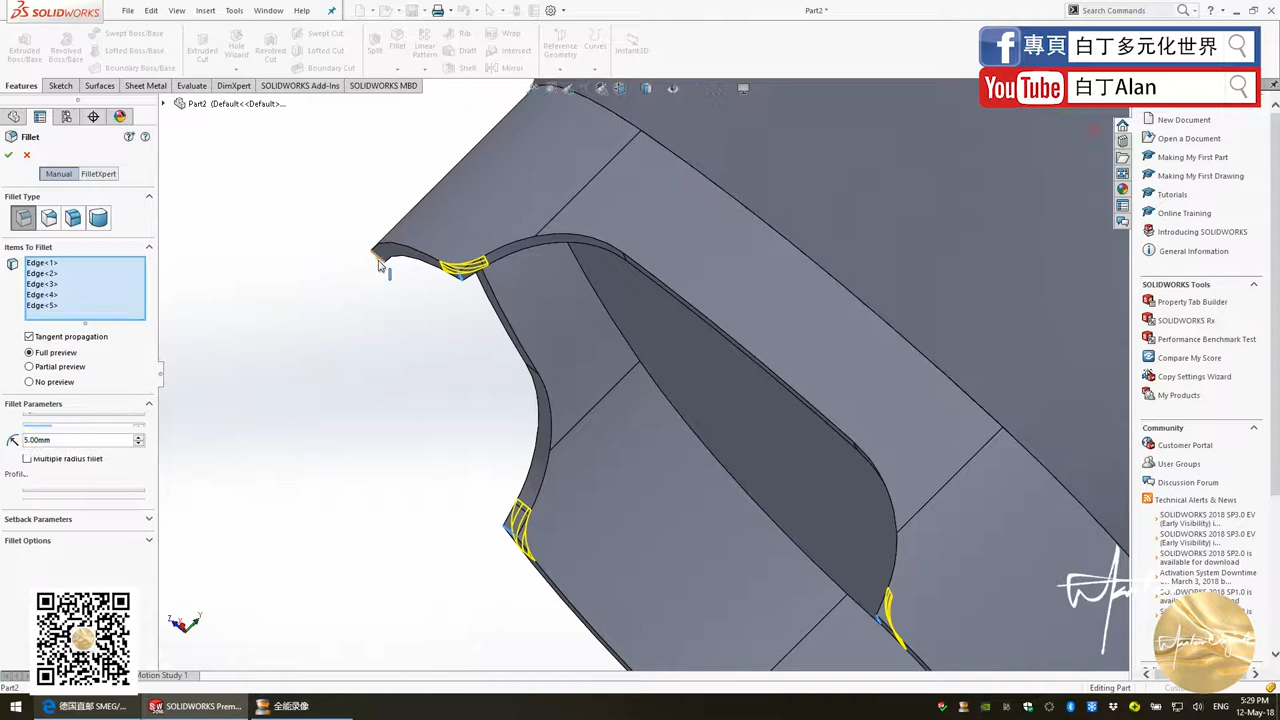 SOLIDWORKS
File Edit View Insert Tools Window Help
Part2 *
Search Commands
Extruded Boss/Base
Revolved Boss/Base
Swept Boss/Base
Lofted Boss/Base
Boundary Boss/Base
Extruded Cut
Hole Wizard
Revolved Cut
Swept Cut
Lofted Cut
Boundary Cut
Split
Fillet
Linear Pattern
Rib
Draft
Shell
Wrap
Intersect
Mirror
Reference Geometry
Curves
Instant3D
專頁 白丁多元化世界
YouTube 白丁Alan
Features Sketch Surfaces Sheet Metal Evaluate DimXpert SOLIDWORKS Add-Ins SOLIDWORKS MBD
Part2 (Default<<Default>...
Fillet
Manual FilletXpert
Fillet Type
Items To Fillet
Edge<1>
Edge<2>
Edge<3>
Edge<4>
Edge<5>
Tangent propagation
Full preview
Partial preview
No preview
Fillet Parameters
5.00mm
Multiple radius fillet
Profil..
Setback Parameters
Fillet Options
New Document
Open a Document
Making My First Part
Making My First Drawing
Tutorials
Online Training
Introducing SOLIDWORKS
General Information
SOLIDWORKS Tools
Property Tab Builder
SOLIDWORKS Rx
Performance Benchmark Test
Compare My Score
Copy Settings Wizard
My Products
Community
Customer Portal
User Groups
Discussion Forum
Technical Alerts & News
SOLIDWORKS 2018 SP3.0 EV
(Early Visibility) i...
SOLIDWORKS 2018 SP3.0 EV
(Early Visibility) i...
SOLIDWORKS 2018 SP2.0 is
available for download
Activation System Downtime
Motion Study 1
Part2
Editing Part
德国直邮 SMEG/...
SOLIDWORKS Prem...
全能录像
ENG
5:29 PM
12-May-18